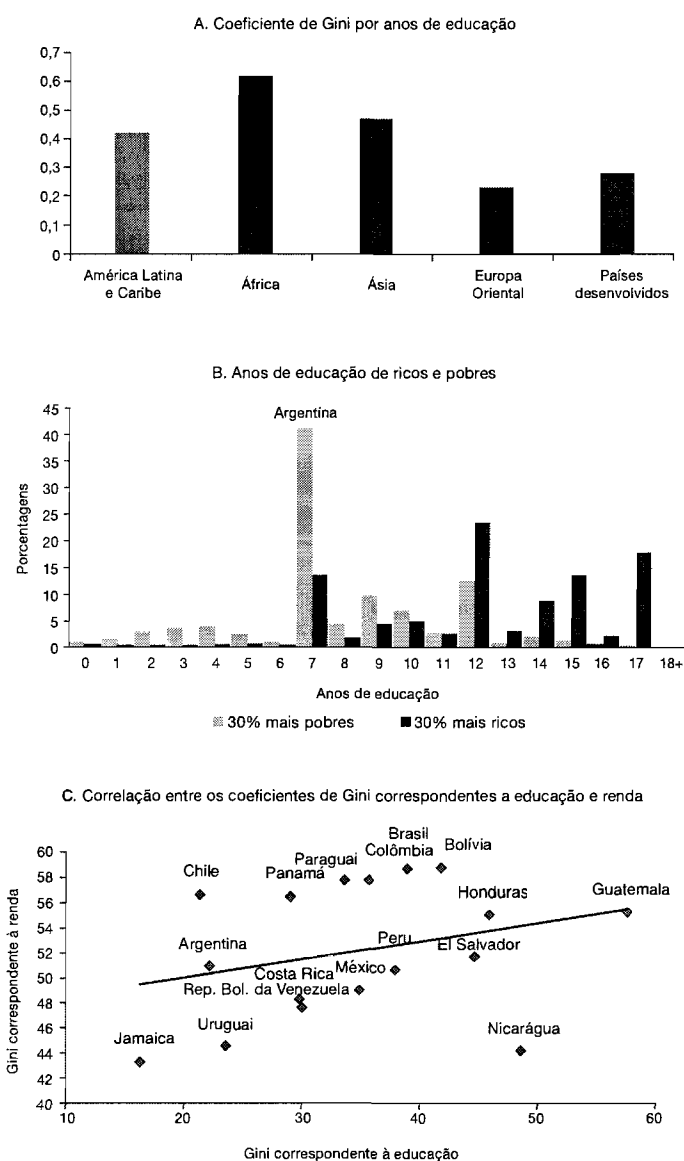 A. Coeficiente de Gini por anos de educação
0,7
0,6
0,5
0,4
0,3
0,2
0,1
0
América Latina
e Caribe
África
Ásia
Europa
Oriental
Países
desenvolvidos
B. Anos de educação de ricos e pobres
Porcentagens
45
40
35
30
25
20
15
10
5
0
Argentina
0 1 2 3 4 5 6 7 8 9 10 11 12 13 14 15 16 17 18+
Anos de educação
30% mais pobres 30% mais ricos
C. Correlação entre os coeficientes de Gini correspondentes a educação e renda
Gini correspondente à renda
60
58
56
54
52
50
48
46
44
42
40
Chile
Panamá
Paraguai
Brasil
Colômbia
Bolívia
Honduras
Guatemala
Argentina
Peru
El Salvador
Costa Rica
México
Rep. Bol. da Venezuela
Jamaica
Uruguai
Nicarágua
10 20 30 40 50 60
Gini correspondente à educação